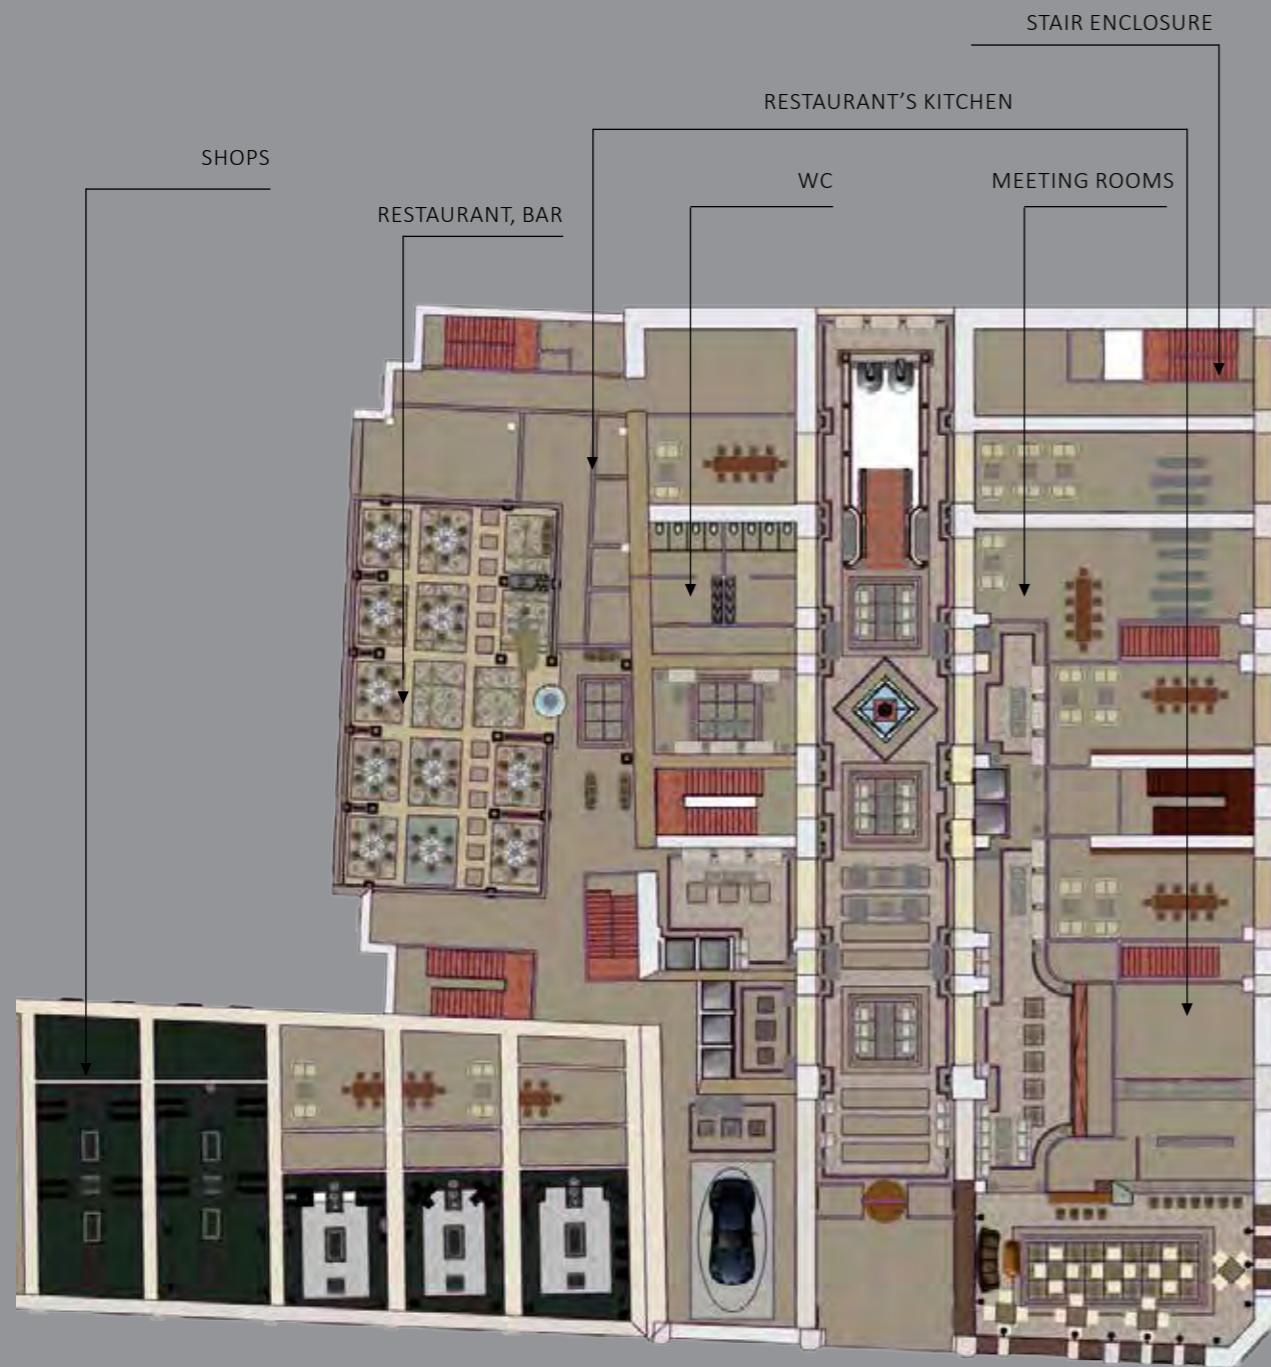 STAIR ENCLOSURE
RESTAURANT’S KITCHEN
SHOPS
WC
MEETING ROOMS
RESTAURANT, BAR